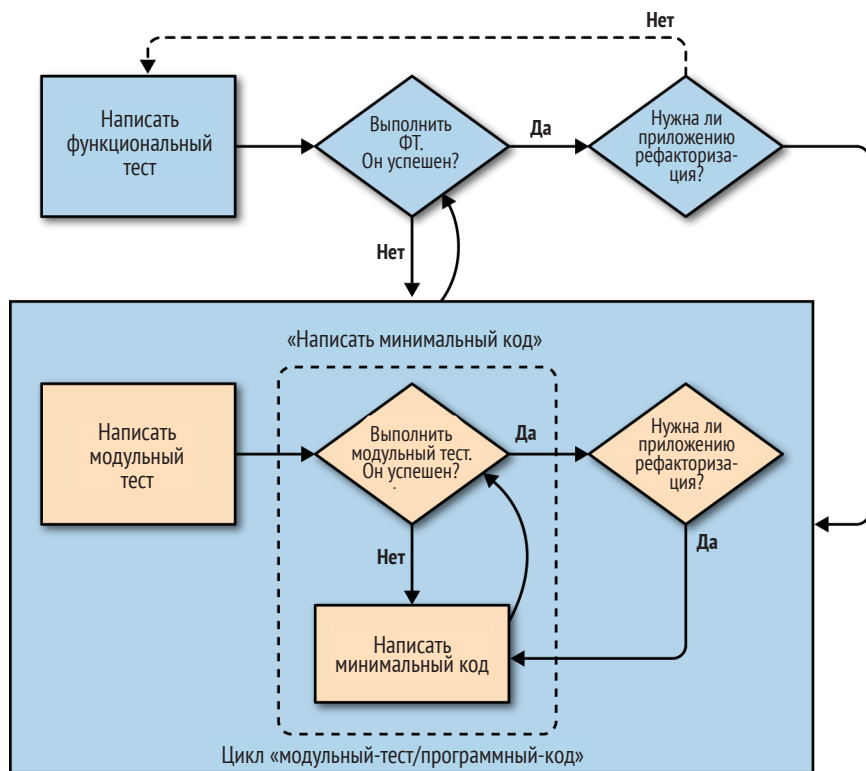 Нет
Написать
функциональный
тест
Выполнить
ФТ.
Он успешен?
Да
Нужна ли
приложению
рефакториза-
ция?
Нет
«Написать минимальный код»
Написать
модульный
тест
Выполнить
модульный тест.
Он успешен?
Да
Нужна ли
приложению
рефакториза-
ция?
Нет
Да
Написать
минимальный код
Цикл «модульный-тест/программный-код»